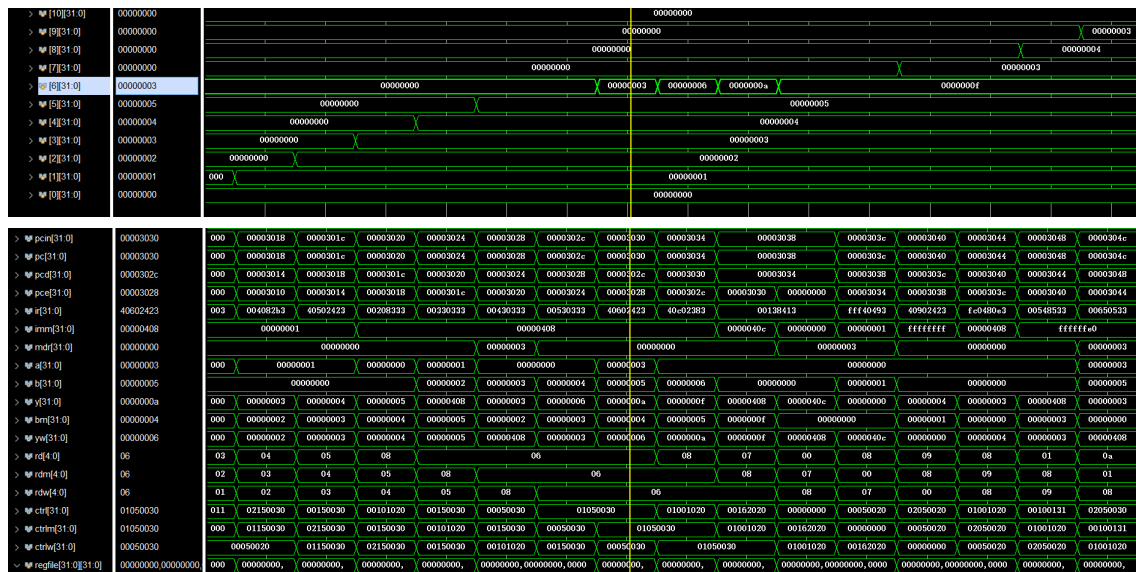 [10][31:0] 00000000 00000000
[9][31:0] 00000000 00000000 00000003
[8][31:0] 00000000 00000000 00000004
[7][31:0] 00000000 00000000 00000003
[6][31:0] 00000003 00000000 00000003 00000006 0000000a 0000000f
[5][31:0] 00000005 00000000 00000005
[4][31:0] 00000004 00000000 00000004
[3][31:0] 00000003 00000000 00000003
[2][31:0] 00000002 00000000 00000002
[1][31:0] 00000001 000 00000001
[0][31:0] 00000000 00000000
pcin[31:0] 00003030 000 00003018 0000301c 00003020 00003024 00003028 0000302c 00003030 00003034 00003038 0000303c 00003040 00003044 00003048 0000304c
pc[31:0] 00003030 000 00003018 0000301c 00003020 00003024 00003028 0000302c 00003030 00003034 00003038 0000303c 00003040 00003044 00003048 0000304c
pcd[31:0] 0000302c 000 00003014 00003018 0000301c 00003020 00003024 00003028 0000302c 00003030 00003034 00003038 0000303c 00003040 00003044 00003048
pce[31:0] 00003028 000 00003010 00003014 00003018 0000301c 00003020 00003024 00003028 0000302c 00003030 00000000 00003034 00003038 0000303c 00003040 00003044
ir[31:0] 40602423 003 004082b3 40502423 00208333 00330333 00430333 00530333 40602423 40c02383 00138413 fff40493 40902423 fc0480e3 00548533 00650533
imm[31:0] 00000408 00000001 00000408 0000040c 00000000 00000001 ffffffff 00000408 ffffffe0
mdr[31:0] 00000000 00000000 00000003 00000000 00000003 00000000 00000003
a[31:0] 00000003 000 00000001 00000000 00000001 00000000 00000003 00000000 00000003
b[31:0] 00000005 00000000 00000002 00000003 00000004 00000005 00000006 00000000 00000001 00000000 00000005
y[31:0] 0000000a 000 00000003 00000004 00000005 00000408 00000003 00000006 0000000a 0000000f 00000408 0000040c 00000000 00000004 00000003 00000408 00000003
bm[31:0] 00000004 000 00000001 00000000 00000000 00000000 00000002 00000003 00000004 00000005 0000000f 00000000 00000001 00000000 00000000 00000000
yw[31:0] 00000006 000 00000002 00000003 00000004 00000005 00000408 00000003 00000006 0000000a 0000000f 00000408 0000040c 00000000 00000004 00000003 00000408
rd[4:0] 06 03 04 05 08 06 08 07 00 08 09 08 01 0a
rdm[4:0] 06 02 03 04 05 08 06 08 07 00 08 09 08 01
rdw[4:0] 06 01 02 03 04 05 08 06 08 07 00 08 09 08
ctrl[31:0] 01050030 011 02150030 00150030 00101020 00150030 00050030 01050030 01001020 00162020 00000000 00050020 02050020 01001020 00100131 02050030
ctrlm[31:0] 01050030 000 01150030 02150030 00150030 00101020 00150030 00050030 01050030 01001020 00162020 00000000 00050020 02050020 01001020 00100131
ctrlw[31:0] 00050030 00050020 01150030 02150030 00150030 00101020 00150030 00050030 01050030 01001020 00162020 00000000 00050020 02050020 01001020
regfile[31:0][31:0] 00000000,00000000, 000 00000000, 00000000, 00000000, 00000000, 00000000,00000000,0000 00000000, 00000000, 00000000, 00000000,00000000,0000 00000000,00000000,0000 00000000, 00000000,